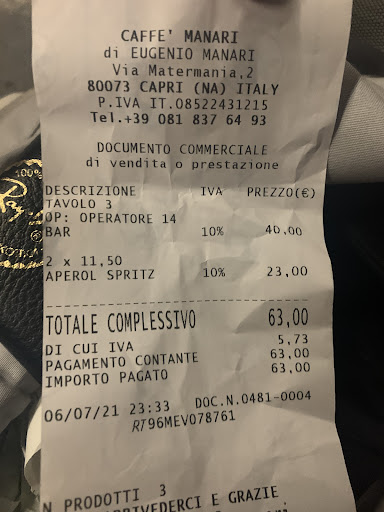 CAFFE' MANARI
di EUGENIO MANARI
Via Matermania,2
80073 CAPRI (NA) ITALY
P.IVA IT.08522431215
Tel.+39 081 837 64 93
DOCUMENTO COMMERCIALE
di vendita o prestazione
DESCRIZIONE IVA PREZZO(€)
TAVOLO 3
OP: OPERATORE 14
BAR 10% 40,00
2 x 11,50
APEROL SPRITZ 10% 23,00
TOTALE COMPLESSIVO 63,00
DI CUI IVA 5,73
PAGAMENTO CONTANTE 63,00
IMPORTO PAGATO 63,00
06/07/21 23:33 DOC.N.0481-0004
RT96MEV078761
N PRODOTTI 3
E GRAZIE
100%
Ray